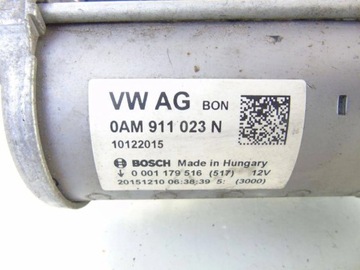 VW AG BON
0AM 911 023 N
10122015
BOSCH Made in Hungary
0 001 179 516 (517) 12V
20151210 06:38:39 5: (3000)